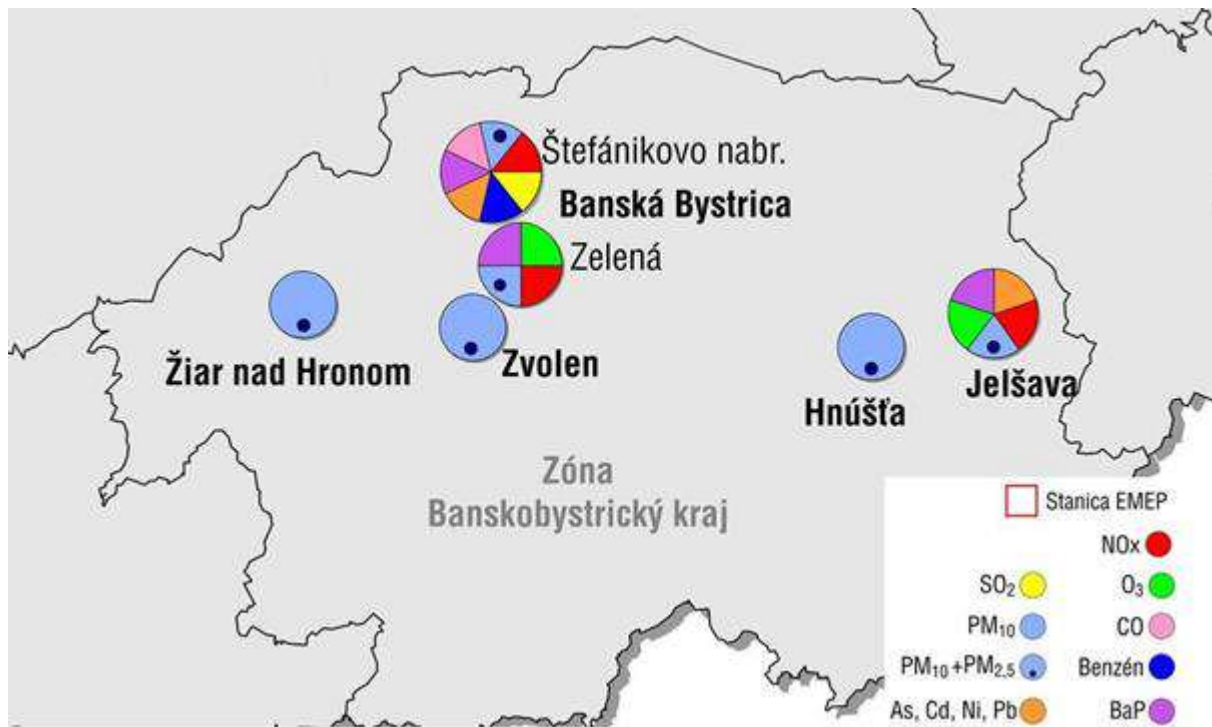 Štefánikovo nabr.
Banská Bystrica
Zelená
Žiar nad Hronom
Zvolen
Hnúšťa
Jelšava
Zóna
Banskobystrický kraj
Stanica EMEP
NOx
SO₂
O₃
PM₁₀
CO
PM₁₀+PM₂,₅
Benzén
As, Cd, Ni, Pb
BaP